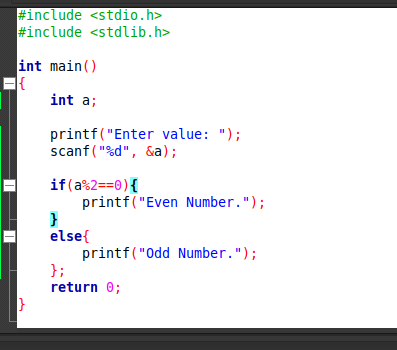 #include <stdio.h>
#include <stdlib.h>
int main()
{
int a;
printf("Enter value: ");
scanf("%d", &a);
if(a%2==0){
printf("Even Number.");
}
else{
printf("Odd Number.");
};
return 0;
}